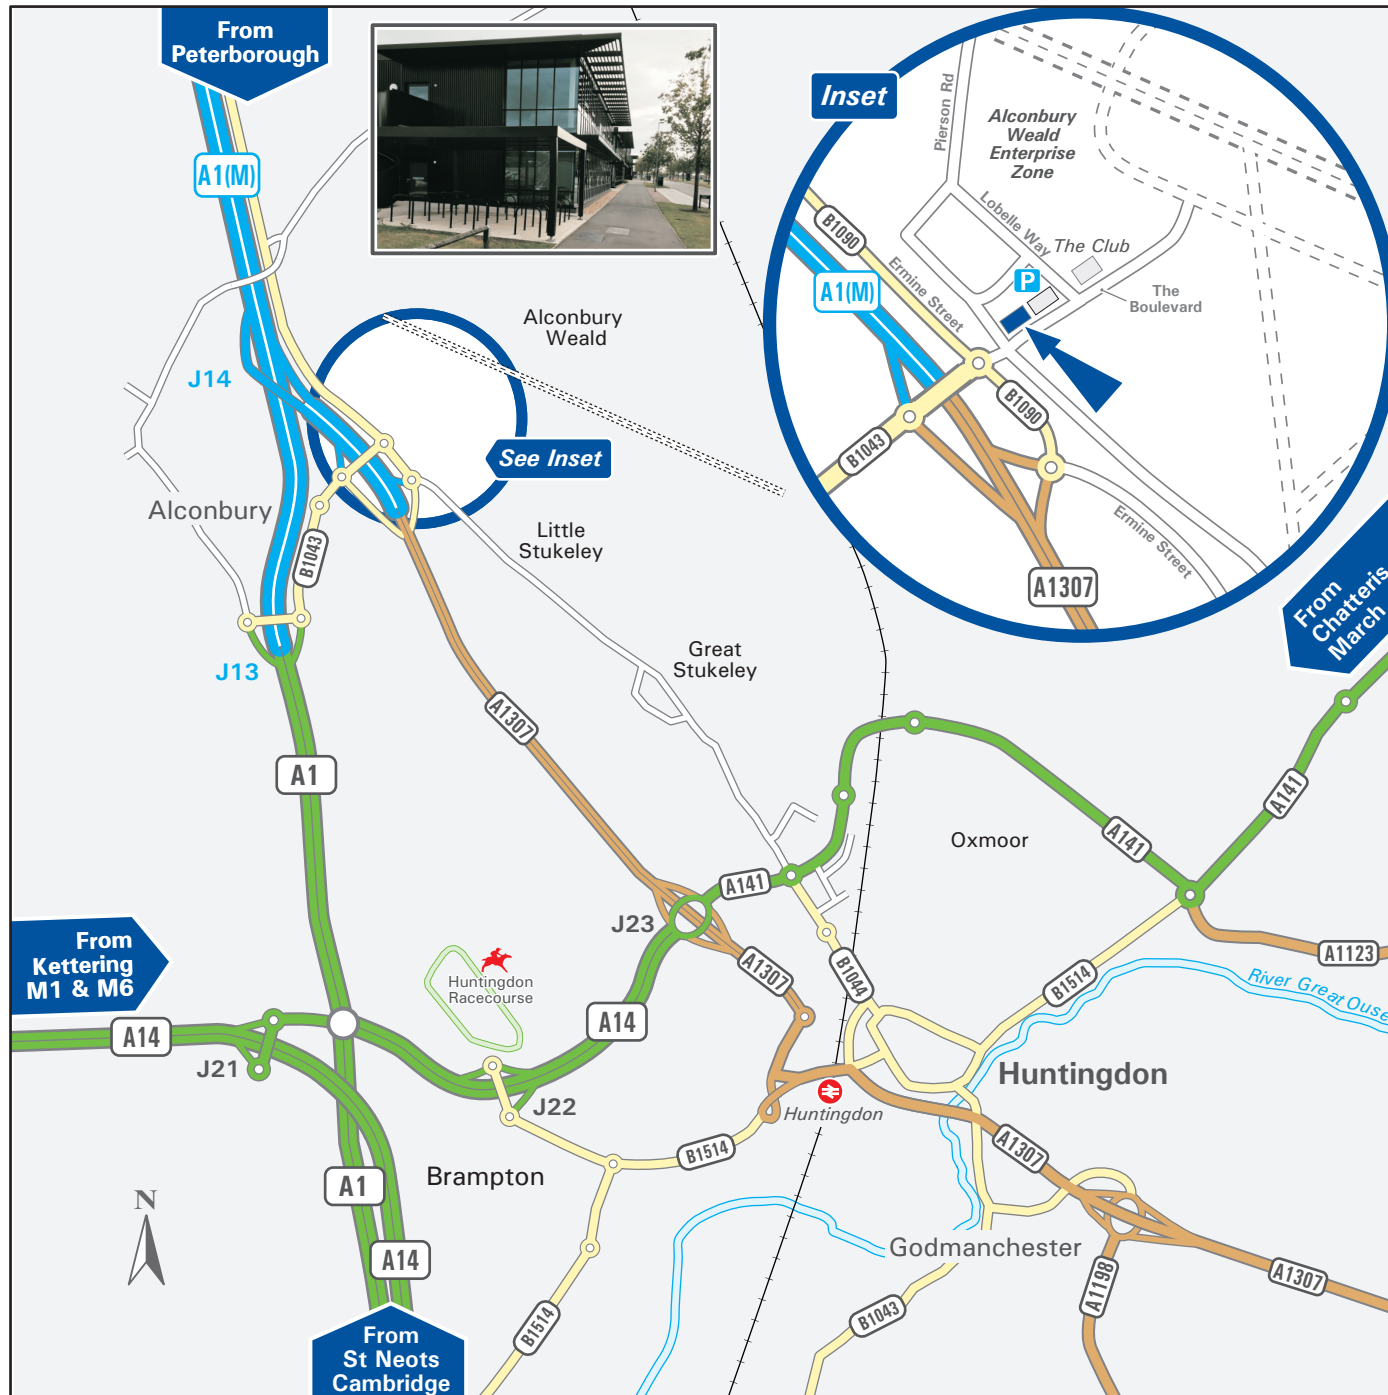 From
Peterborough
A1(M)
J14
Alconbury
B1043
J13
A1
Alconbury
Weald
See Inset
Little
Stukeley
Great
Stukeley
A1307
Inset
Pierson Rd
Alconbury
Weald
Enterprise
Zone
Lobelle Way
The Club
P
The
Boulevard
B1090
Ermine Street
A1(M)
B1090
B1043
Ermine Street
A1307
From
Chatteris
March
A141
A141
A141
Oxmoor
J23
A1123
From
Kettering
M1 & M6
A14
J21
Huntingdon
Racecourse
A14
J22
A1307
B1044
B1514
River Great Ouse
Huntingdon
Huntingdon
B1514
A1307
Brampton
A1
A14
N
Godmanchester
A1198
A1307
B1043
B1514
From
St Neots
Cambridge